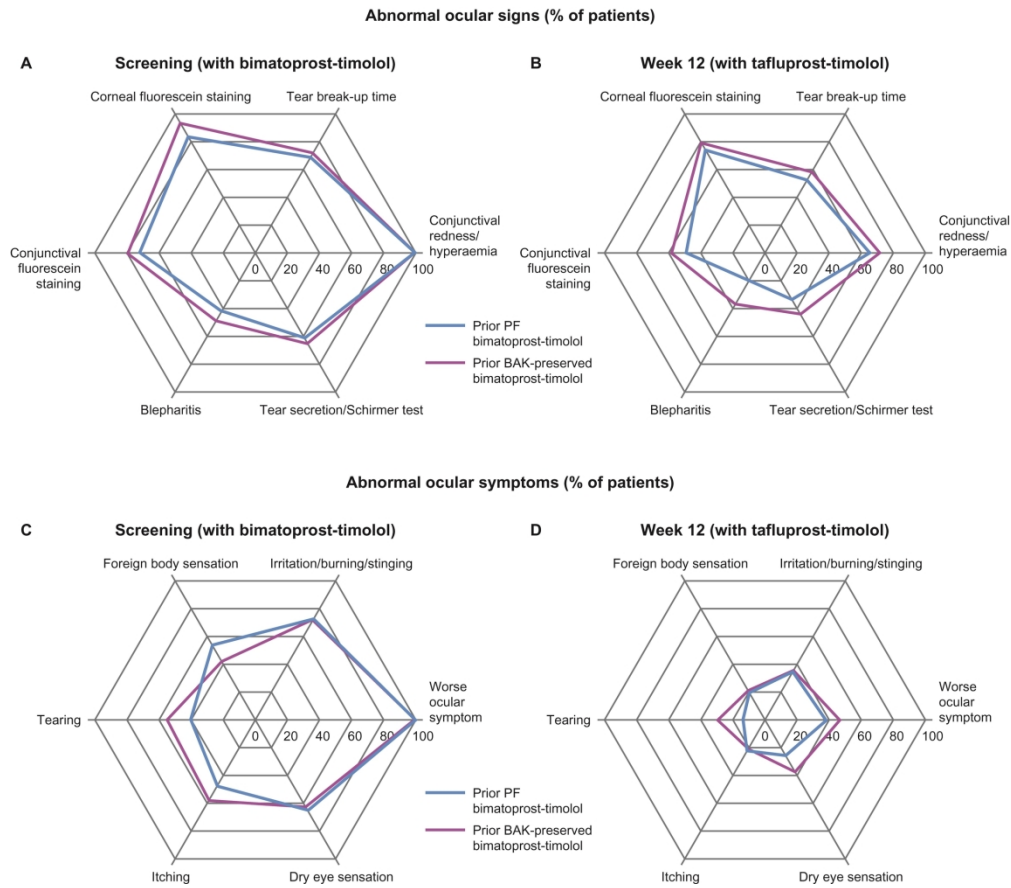 Abnormal ocular signs (% of patients)
A
Screening (with bimatoprost-timolol)
Corneal fluorescein staining
Tear break-up time
Conjunctival
redness/
hyperaemia
Conjunctival
fluorescein
staining
0 20 40 60 80 100
Prior PF
bimatoprost-timolol
Prior BAK-preserved
bimatoprost-timolol
Blepharitis
Tear secretion/Schirmer test
B
Week 12 (with tafluprost-timolol)
Corneal fluorescein staining
Tear break-up time
Conjunctival
redness/
hyperaemia
Conjunctival
fluorescein
staining
0 20 40 60 80 100
Blepharitis
Tear secretion/Schirmer test
Abnormal ocular symptoms (% of patients)
C
Screening (with bimatoprost-timolol)
Foreign body sensation
Irritation/burning/stinging
Worse
ocular
symptom
Tearing
0 20 40 60 80 100
Prior PF
bimatoprost-timolol
Prior BAK-preserved
bimatoprost-timolol
Itching
Dry eye sensation
D
Week 12 (with tafluprost-timolol)
Foreign body sensation
Irritation/burning/stinging
Worse
ocular
symptom
Tearing
0 20 40 60 80 100
Itching
Dry eye sensation